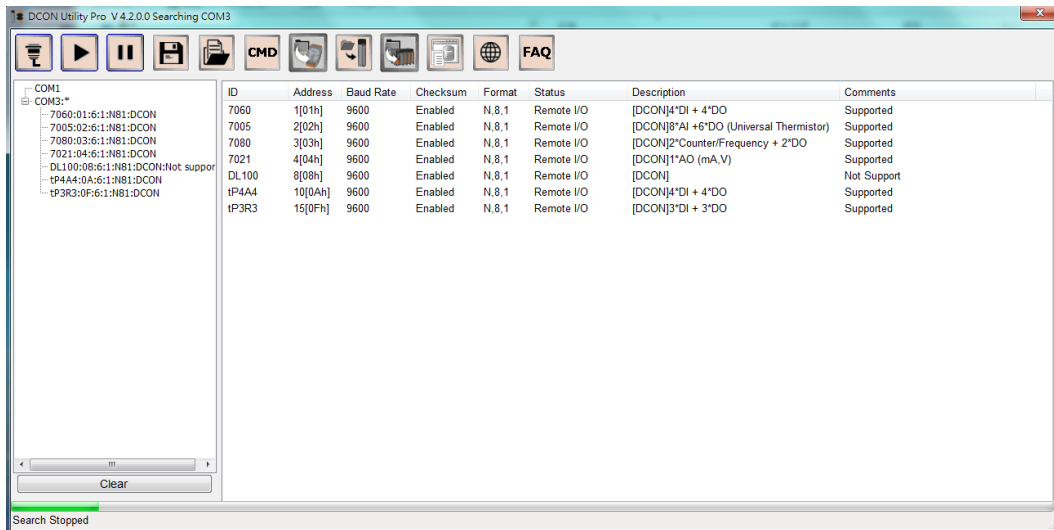 DCON Utility Pro V 4.2.0.0 Searching COM3
CMD FAQ
COM1
COM3:*
7060:01:6:1:N81:DCON
7005:02:6:1:N81:DCON
7080:03:6:1:N81:DCON
7021:04:6:1:N81:DCON
DL100:08:6:1:N81:DCON:Not suppor
tP4A4:0A:6:1:N81:DCON
tP3R3:0F:6:1:N81:DCON
Clear
ID Address Baud Rate Checksum Format Status Description Comments
7060 1[01h] 9600 Enabled N,8,1 Remote I/O [DCON]4*DI + 4*DO Supported
7005 2[02h] 9600 Enabled N,8,1 Remote I/O [DCON]8*AI +6*DO (Universal Thermistor) Supported
7080 3[03h] 9600 Enabled N,8,1 Remote I/O [DCON]2*Counter/Frequency + 2*DO Supported
7021 4[04h] 9600 Enabled N,8,1 Remote I/O [DCON]1*AO (mA,V) Supported
DL100 8[08h] 9600 Enabled N,8,1 Remote I/O [DCON] Not Support
tP4A4 10[0Ah] 9600 Enabled N,8,1 Remote I/O [DCON]4*DI + 4*DO Supported
tP3R3 15[0Fh] 9600 Enabled N,8,1 Remote I/O [DCON]3*DI + 3*DO Supported
Search Stopped